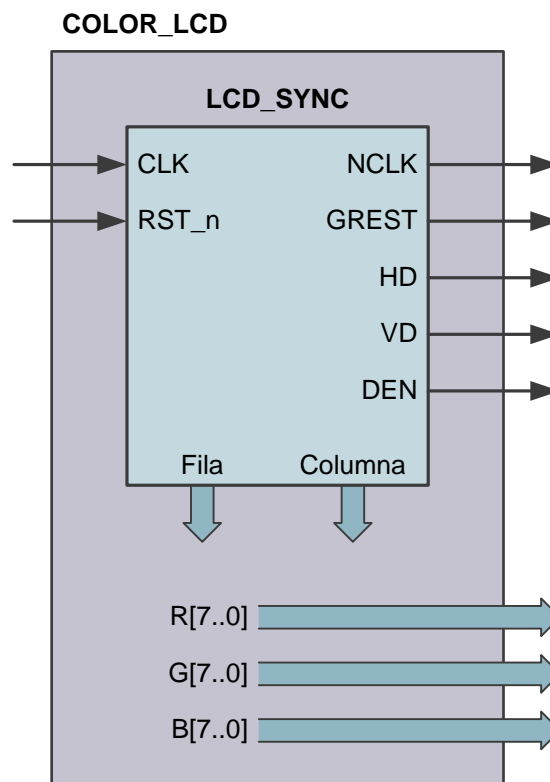 COLOR_LCD
LCD_SYNC
CLK NCLK
RST_n GREST
HD
VD
DEN
Fila Columna
R[7..0]
G[7..0]
B[7..0]